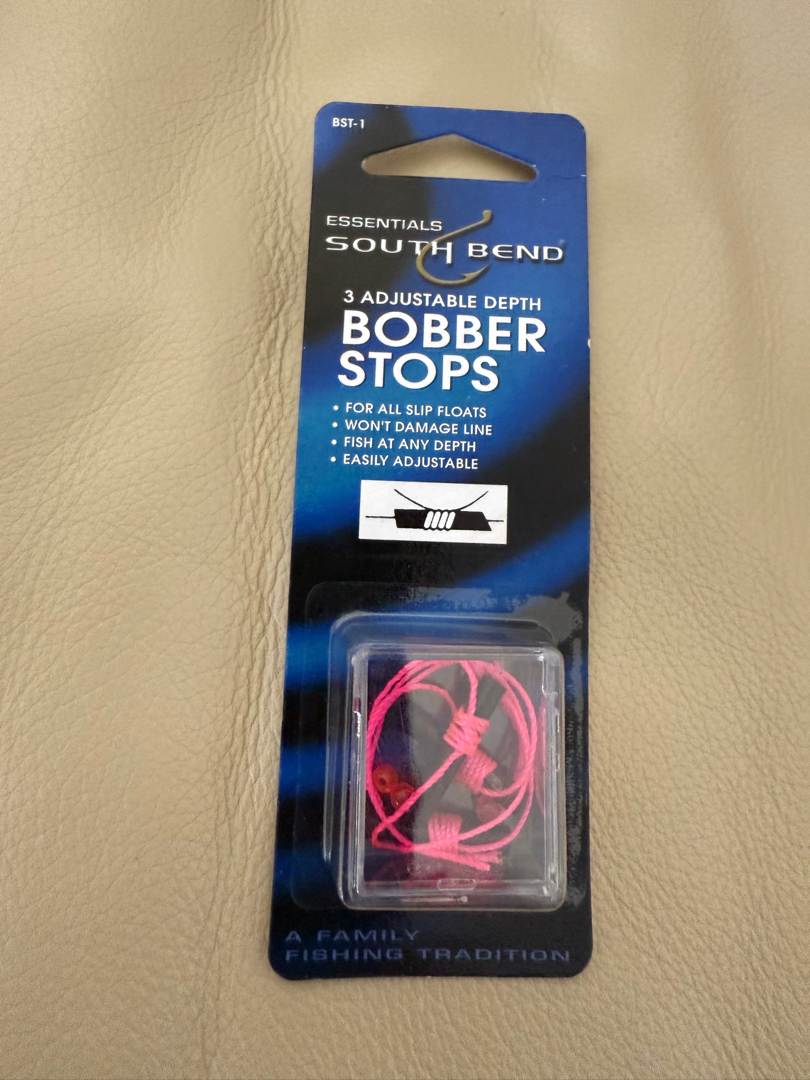 BST-1
ESSENTIALS
SOUTH BEND
3 ADJUSTABLE DEPTH
BOBBER
STOPS
• FOR ALL SLIP FLOATS
• WON'T DAMAGE LINE
• FISH AT ANY DEPTH
• EASILY ADJUSTABLE
A FAMILY
FISHING TRADITION